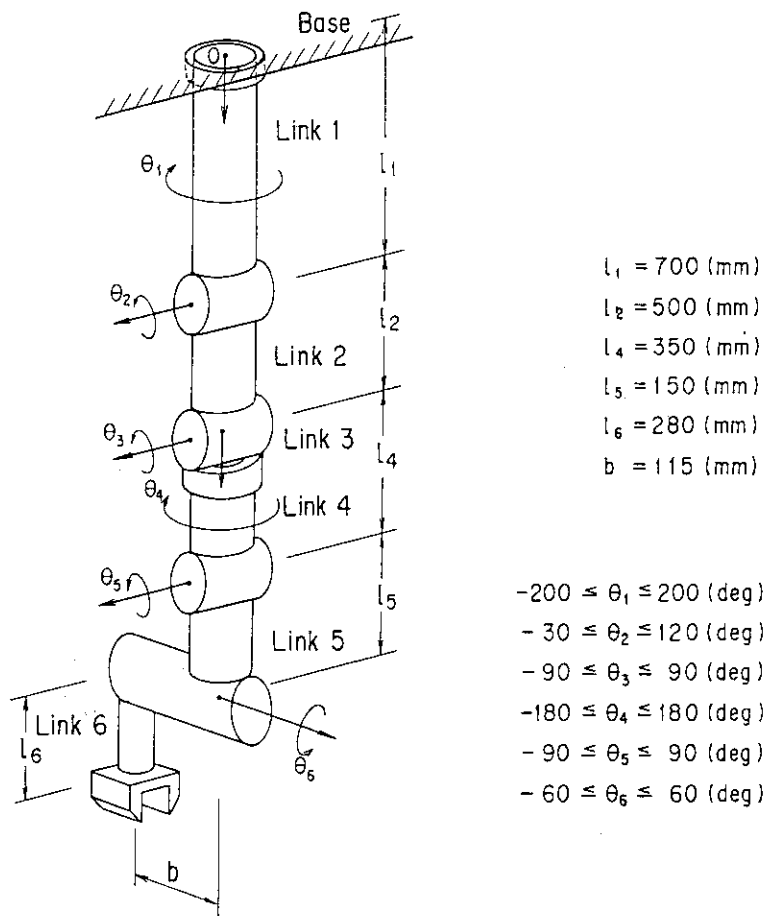 Base
O
Link 1
θ₁
l₁
θ₂
l₂
Link 2
θ₃
Link 3
l₄
θ₄
Link 4
θ₅
l₅
Link 5
Link 6
l₆
θ₆
b
l₁ = 700 (mm)
l₂ = 500 (mm)
l₄ = 350 (mm)
l₅ = 150 (mm)
l₆ = 280 (mm)
b = 115 (mm)
-200 ≤ θ₁ ≤ 200 (deg)
- 30 ≤ θ₂ ≤ 120 (deg)
- 90 ≤ θ₃ ≤ 90 (deg)
-180 ≤ θ₄ ≤ 180 (deg)
- 90 ≤ θ₅ ≤ 90 (deg)
- 60 ≤ θ₆ ≤ 60 (deg)